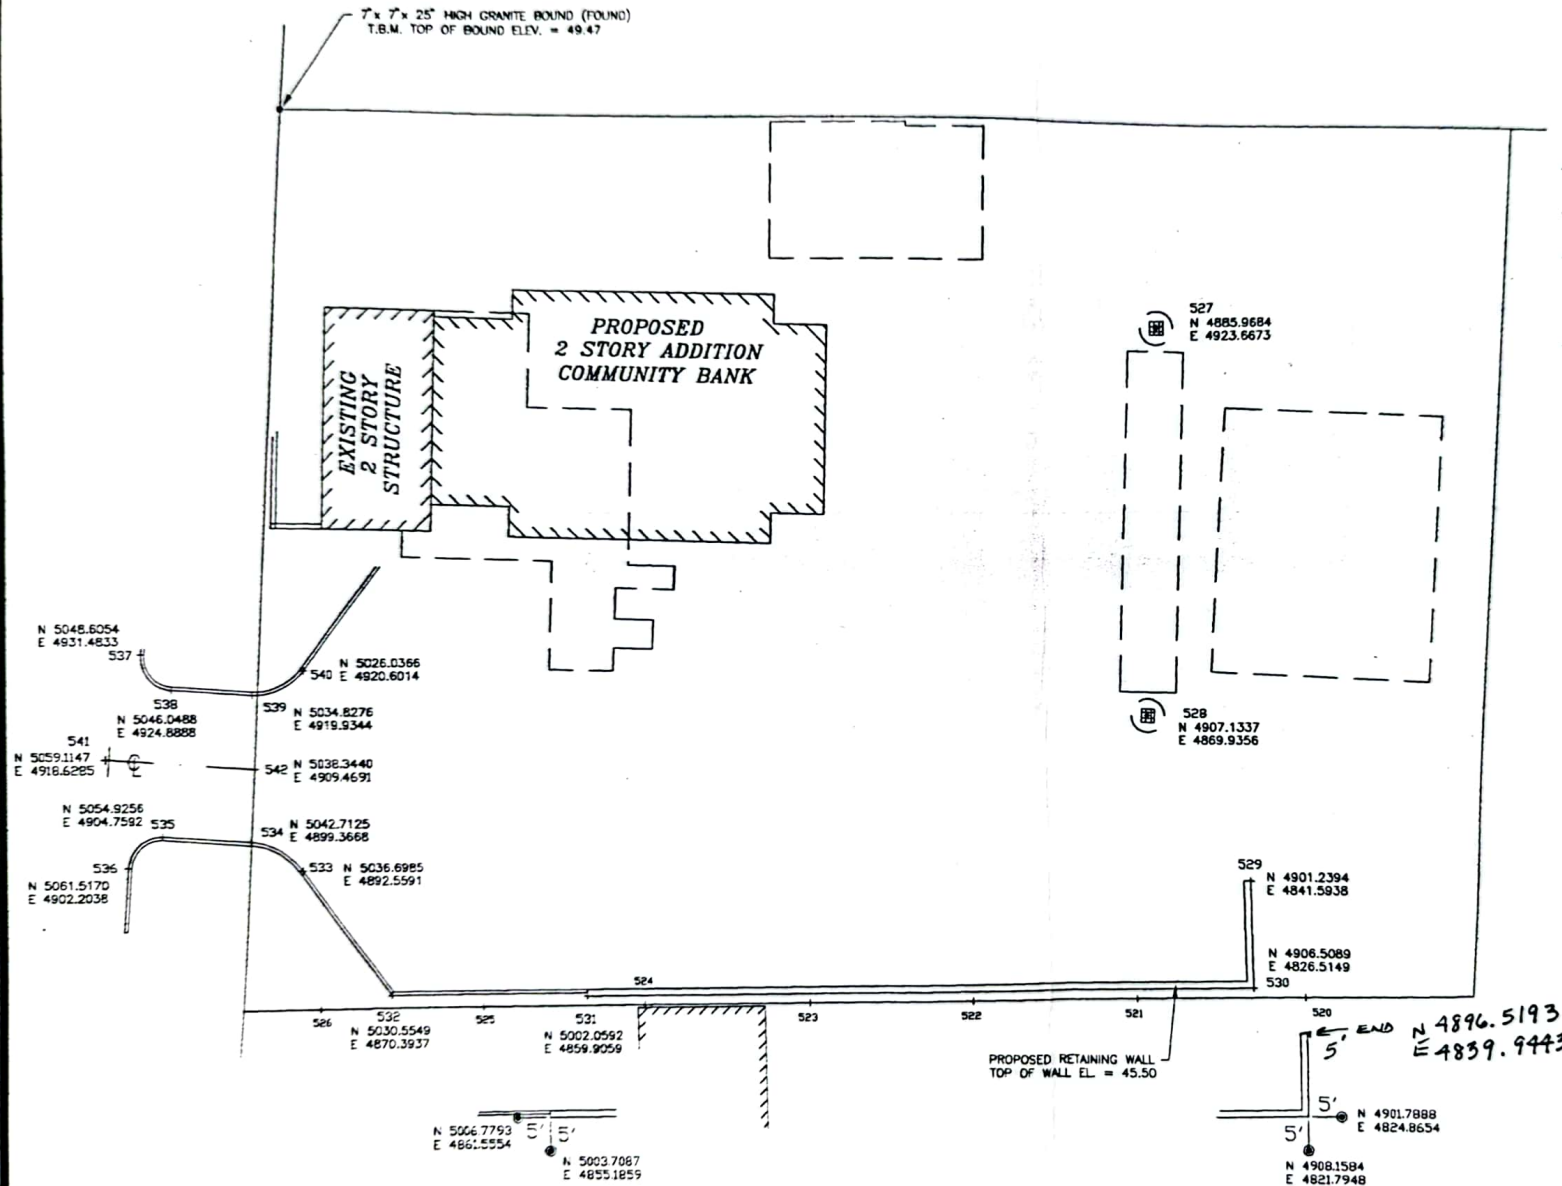 7"x 7"x 25" HIGH GRANITE BOUND (FOUND)
T.B.M. TOP OF BOUND ELEV. = 49.47
PROPOSED
2 STORY ADDITION
COMMUNITY BANK
EXISTING
2 STORY
STRUCTURE
527
N 4885.9684
E 4923.6673
N 5048.6054
E 4931.4833
537
540
N 5026.0366
E 4920.6014
538
N 5046.0488
E 4924.8888
539
N 5034.8276
E 4919.9344
528
N 4907.1337
E 4869.9356
541
N 5059.1147
E 4918.6285
542
N 5038.3440
E 4909.4691
N 5054.9256
E 4904.7592
535
534
N 5042.7125
E 4899.3668
536
N 5061.5170
E 4902.2038
533
N 5036.6985
E 4892.5591
529
N 4901.2394
E 4841.5938
N 4906.5089
E 4826.5149
530
524
526
532
N 5030.5549
E 4870.3937
525
531
N 5002.0592
E 4859.9059
523
522
521
520
PROPOSED RETAINING WALL
TOP OF WALL EL. = 45.50
← END N 4896.5193
5' E 4839.9443
N 5006.7793
E 4861.5554
5' 5'
N 5003.7087
E 4855.1859
5'
N 4901.7888
E 4824.8654
5'
N 4908.1584
E 4821.7948